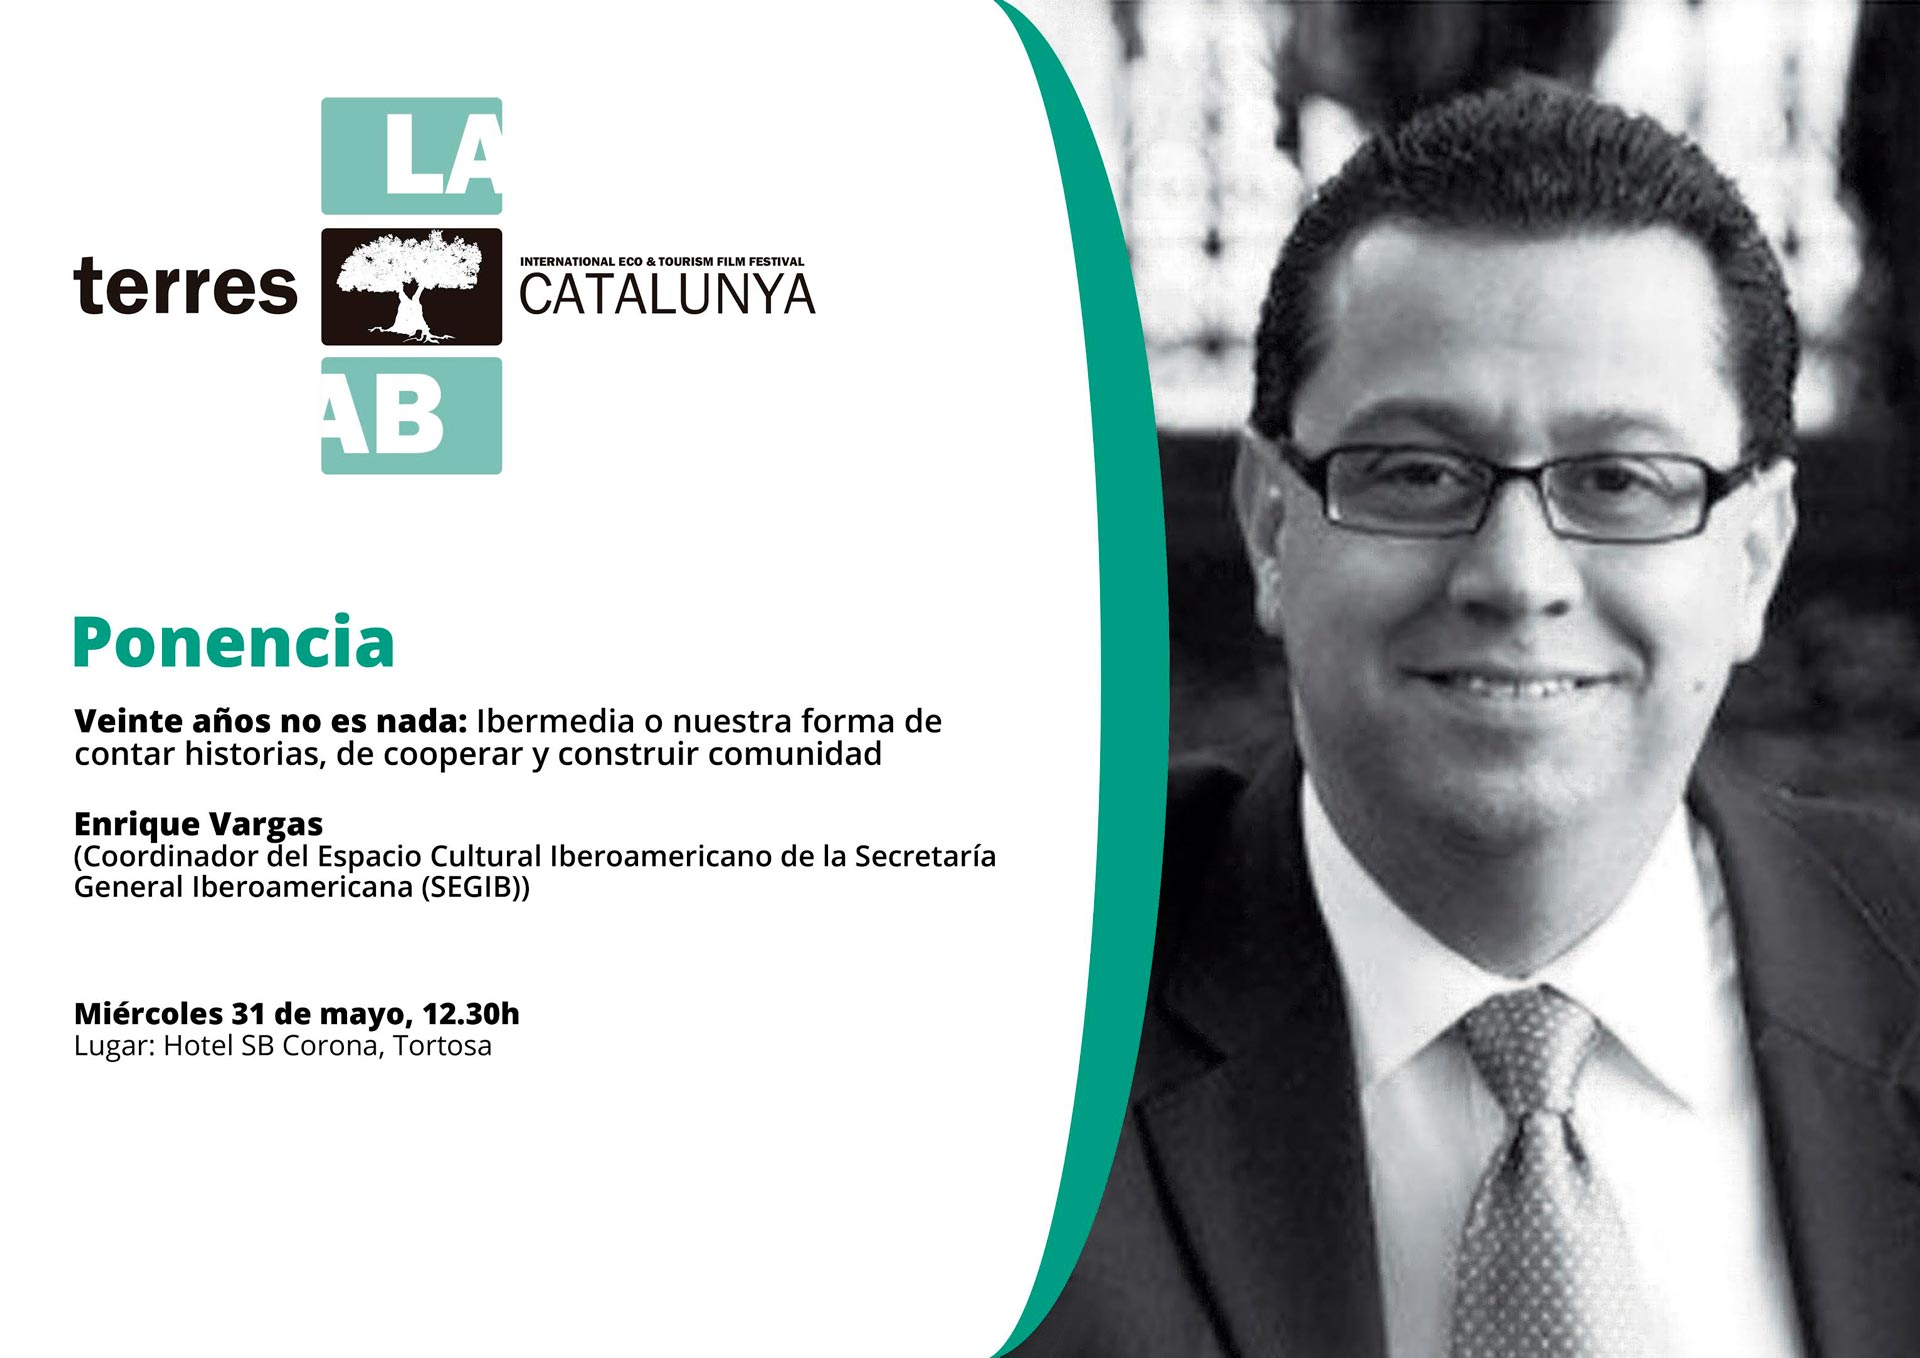 LA
terres
INTERNATIONAL ECO & TOURISM FILM FESTIVAL
CATALUNYA
AB
Ponencia
Veinte años no es nada: Ibermedia o nuestra forma de
contar historias, de cooperar y construir comunidad
Enrique Vargas
(Coordinador del Espacio Cultural Iberoamericano de la Secretaría
General Iberoamericana (SEGIB))
Miércoles 31 de mayo, 12.30h
Lugar: Hotel SB Corona, Tortosa